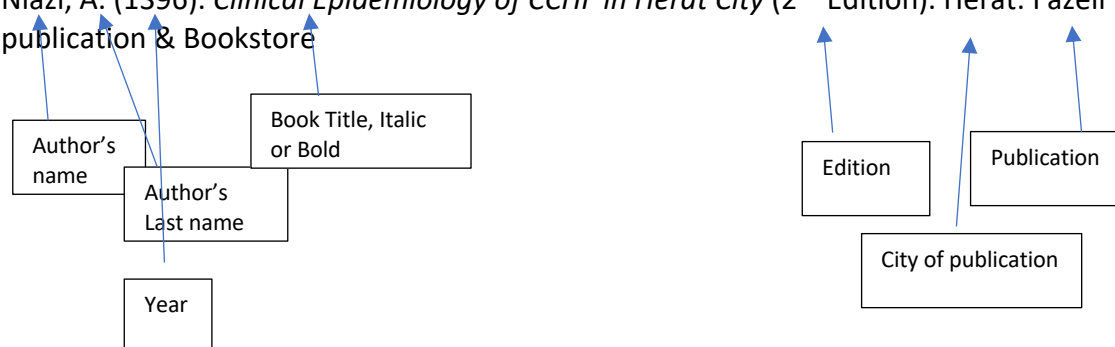 Niazi, A. (1396). Clinical Epidemiology of CCHF in Herat City (2 Edition). Herat: Fazeli
publication & Bookstore
Book Title, Italic
or Bold
Author's
name
Edition
Publication
Author's
Last name
City of publication
Year